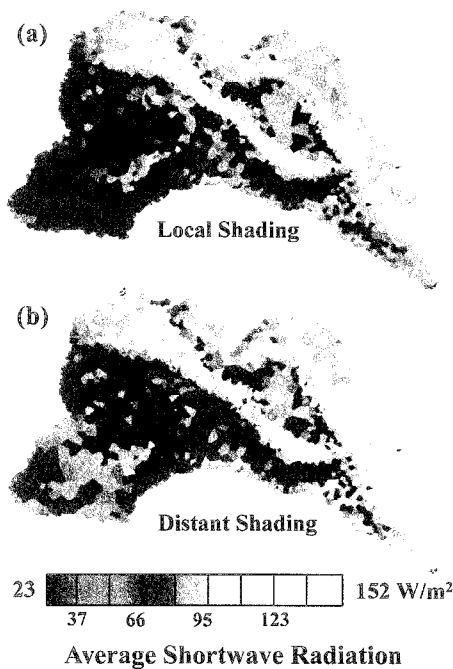 (a)
Local Shading
(b)
Distant Shading
23 152 W/m²
37 66 95 123
Average Shortwave Radiation